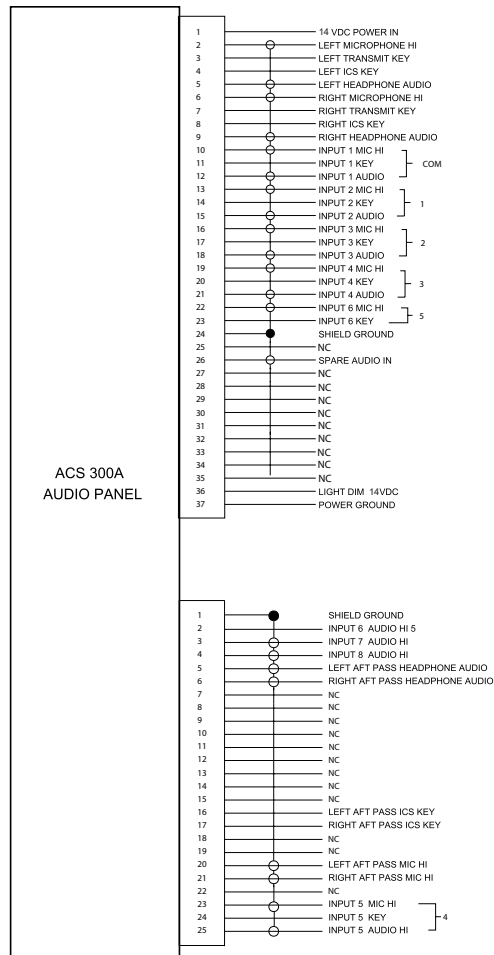 1 14 VDC POWER IN
2 LEFT MICROPHONE HI
3 LEFT TRANSMIT KEY
4 LEFT ICS KEY
5 LEFT HEADPHONE AUDIO
6 RIGHT MICROPHONE HI
7 RIGHT TRANSMIT KEY
8 RIGHT ICS KEY
9 RIGHT HEADPHONE AUDIO
10 INPUT 1 MIC HI
11 INPUT 1 KEY COM
12 INPUT 1 AUDIO
13 INPUT 2 MIC HI
14 INPUT 2 KEY 1
15 INPUT 2 AUDIO
16 INPUT 3 MIC HI
17 INPUT 3 KEY 2
18 INPUT 3 AUDIO
19 INPUT 4 MIC HI
20 INPUT 4 KEY 3
21 INPUT 4 AUDIO
22 INPUT 6 MIC HI 5
23 INPUT 6 KEY
24 SHIELD GROUND
25 NC
26 SPARE AUDIO IN
27 NC
28 NC
29 NC
30 NC
31 NC
32 NC
33 NC
34 NC
35 NC
36 LIGHT DIM 14VDC
37 POWER GROUND
ACS 300A
AUDIO PANEL
1 SHIELD GROUND
2 INPUT 6 AUDIO HI 5
3 INPUT 7 AUDIO HI
4 INPUT 8 AUDIO HI
5 LEFT AFT PASS HEADPHONE AUDIO
6 RIGHT AFT PASS HEADPHONE AUDIO
7 NC
8 NC
9 NC
10 NC
11 NC
12 NC
13 NC
14 NC
15 NC
16 LEFT AFT PASS ICS KEY
17 RIGHT AFT PASS ICS KEY
18 NC
19 NC
20 LEFT AFT PASS MIC HI
21 RIGHT AFT PASS MIC HI
22 NC
23 INPUT 5 MIC HI
24 INPUT 5 KEY 4
25 INPUT 5 AUDIO HI